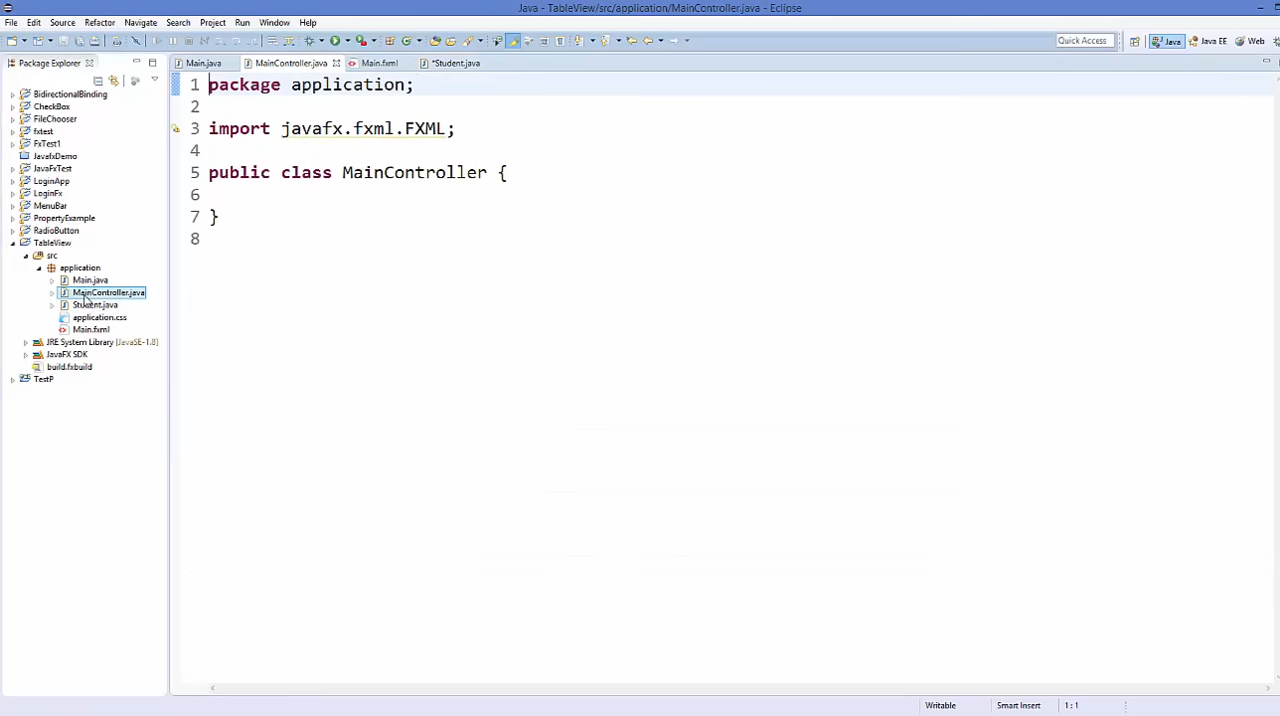 Java - TableView/src/application/MainController.java - Eclipse
File Edit Source Refactor Navigate Search Project Run Window Help
Quick Access Java Java EE Web
Package Explorer
Main.java MainController.java Main.fxml *Student.java
BidirectionalBinding
CheckBox
FileChooser
fxtest
FxTest1
JavafxDemo
JavaFxTest
LoginApp
LoginFx
MenuBar
PropertyExample
RadioButton
TableView
src
application
Main.java
MainController.java
Student.java
application.css
Main.fxml
JRE System Library [JavaSE-1.8]
JavaFX SDK
build.fxbuild
TestP
1 package application;
2
3 import javafx.fxml.FXML;
4
5 public class MainController {
6
7 }
8
Writable Smart Insert 1 : 1